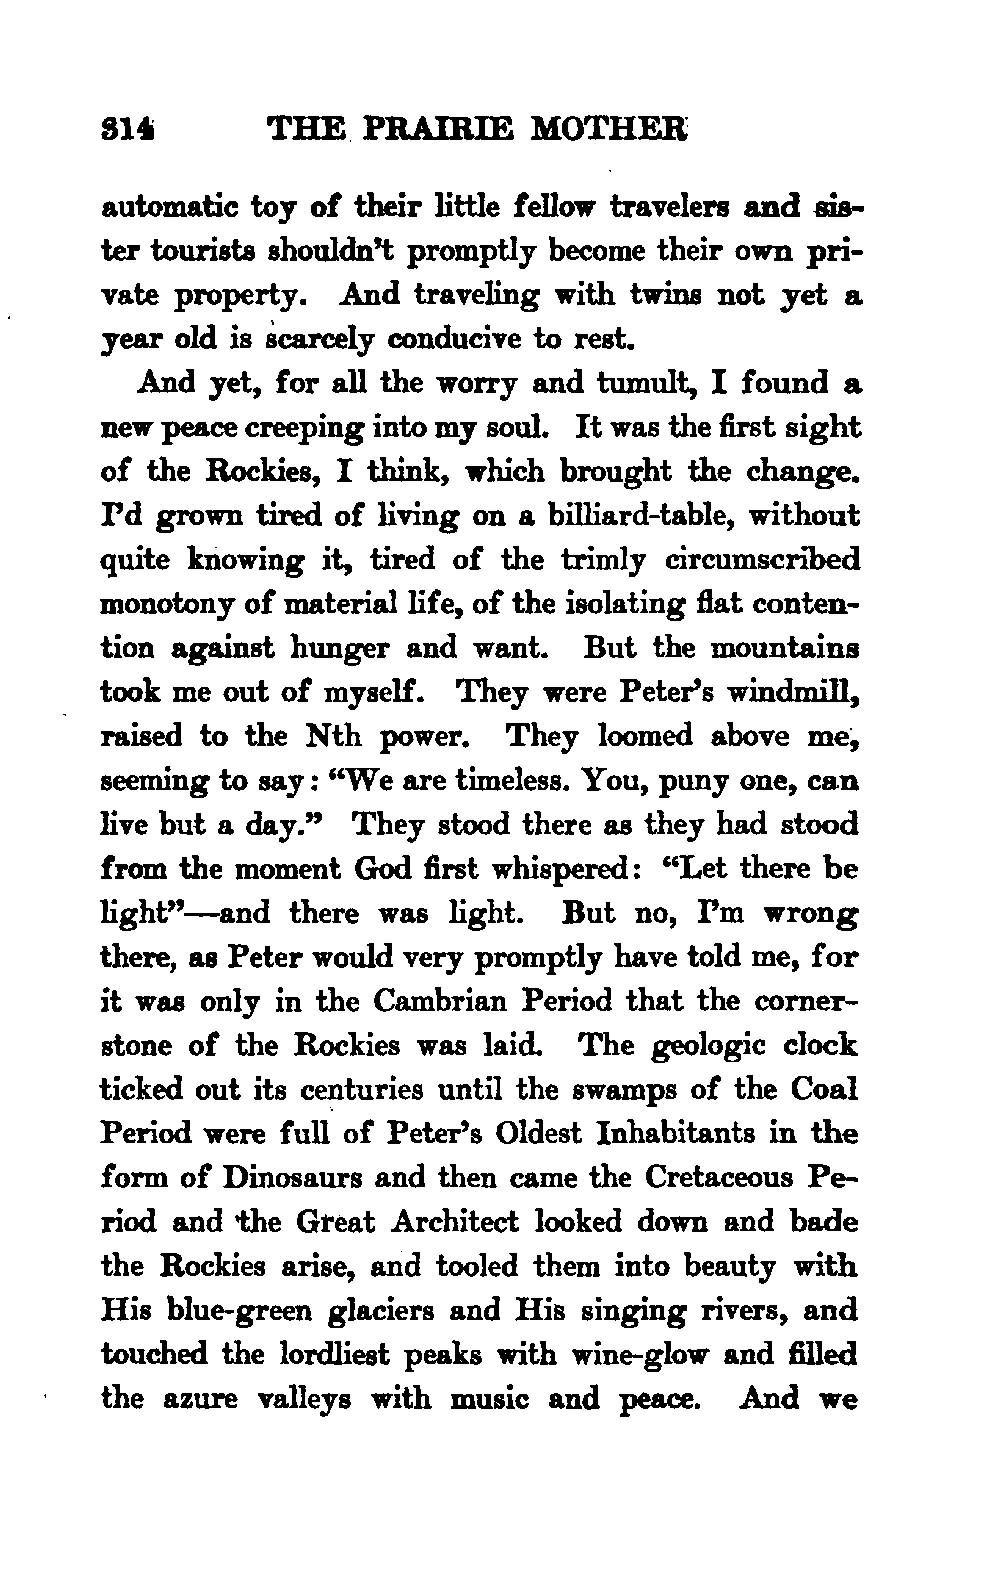 314 THE PRAIRIE MOTHER
automatic toy of their little fellow travelers and sis-
ter tourists shouldn't promptly become their own pri-
vate property. And traveling with twins not yet a
year old is scarcely conducive to rest.
And yet, for all the worry and tumult, I found a
new peace creeping into my soul. It was the first sight
of the Rockies, I think, which brought the change.
I'd grown tired of living on a billiard-table, without
quite knowing it, tired of the trimly circumscribed
monotony of material life, of the isolating flat conten-
tion against hunger and want. But the mountains
took me out of myself. They were Peter's windmill,
raised to the Nth power. They loomed above me,
seeming to say: “We are timeless. You, puny one, can
live but a day.” They stood there as they had stood
from the moment God first whispered: “Let there be
light”—and there was light. But no, I'm wrong
there, as Peter would very promptly have told me, for
it was only in the Cambrian Period that the corner-
stone of the Rockies was laid. The geologic clock
ticked out its centuries until the swamps of the Coal
Period were full of Peter's Oldest Inhabitants in the
form of Dinosaurs and then came the Cretaceous Pe-
riod and the Great Architect looked down and bade
the Rockies arise, and tooled them into beauty with
His blue-green glaciers and His singing rivers, and
touched the lordliest peaks with wine-glow and filled
the azure valleys with music and peace. And we